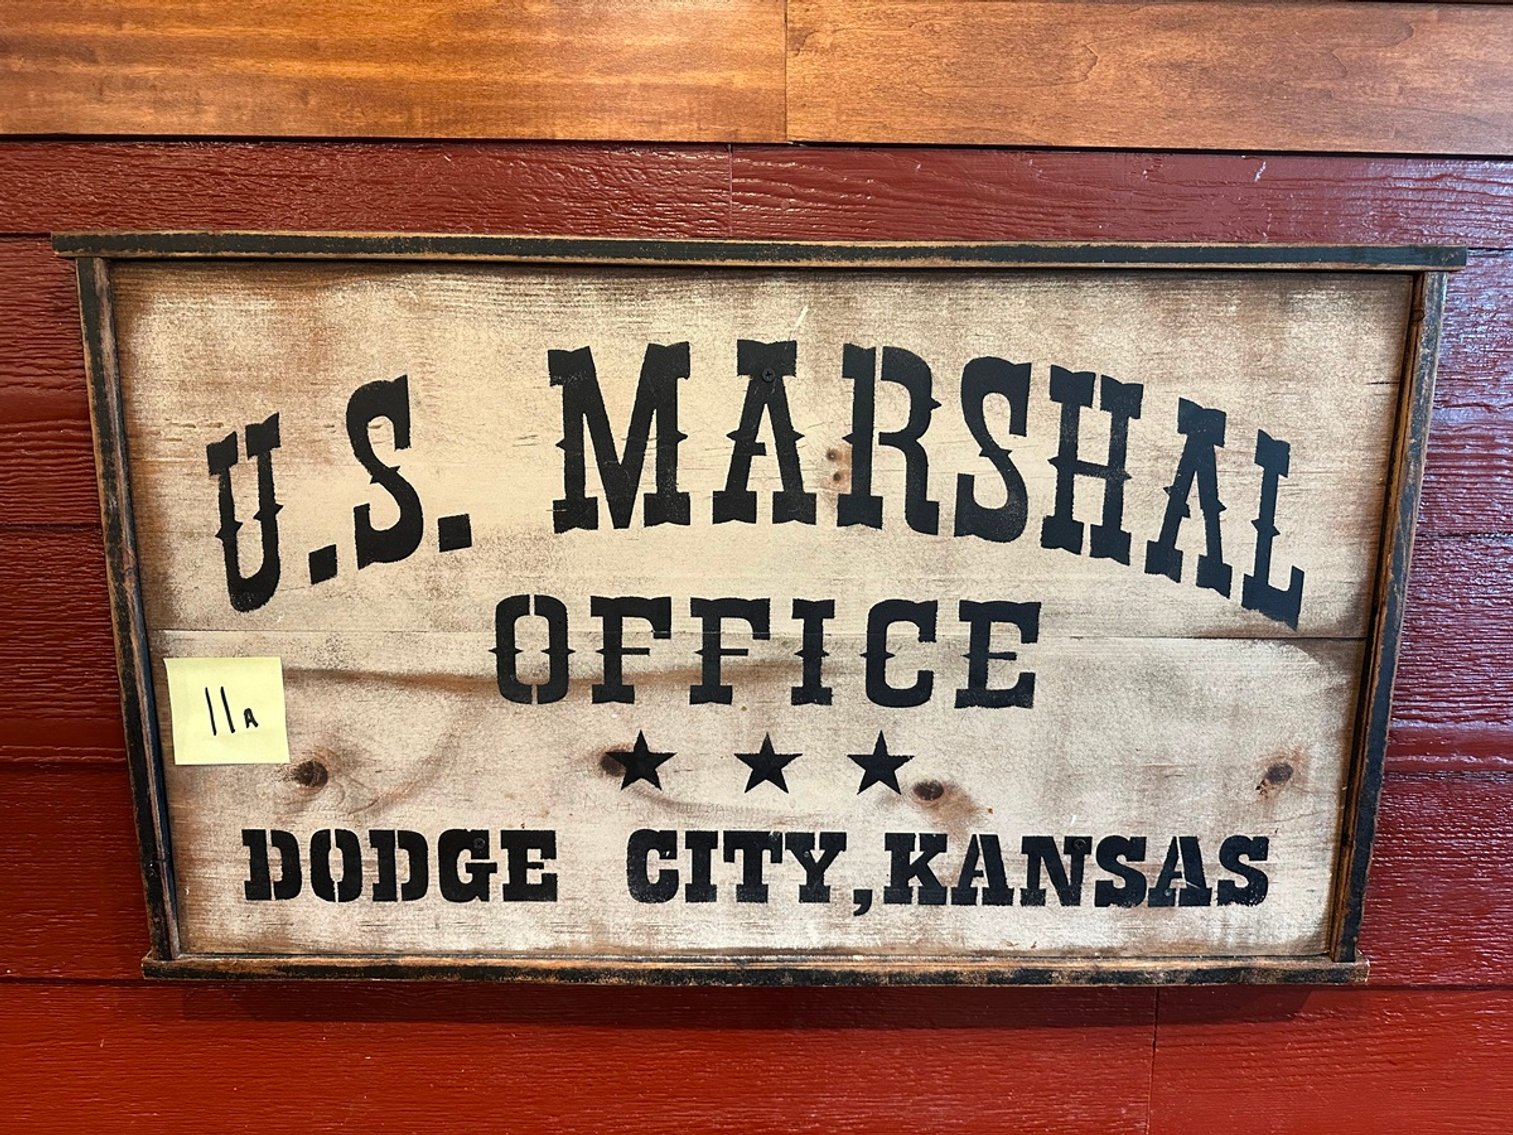 U.S. MARSHAL
OFFICE
★ ★ ★
11A
DODGE CITY, KANSAS